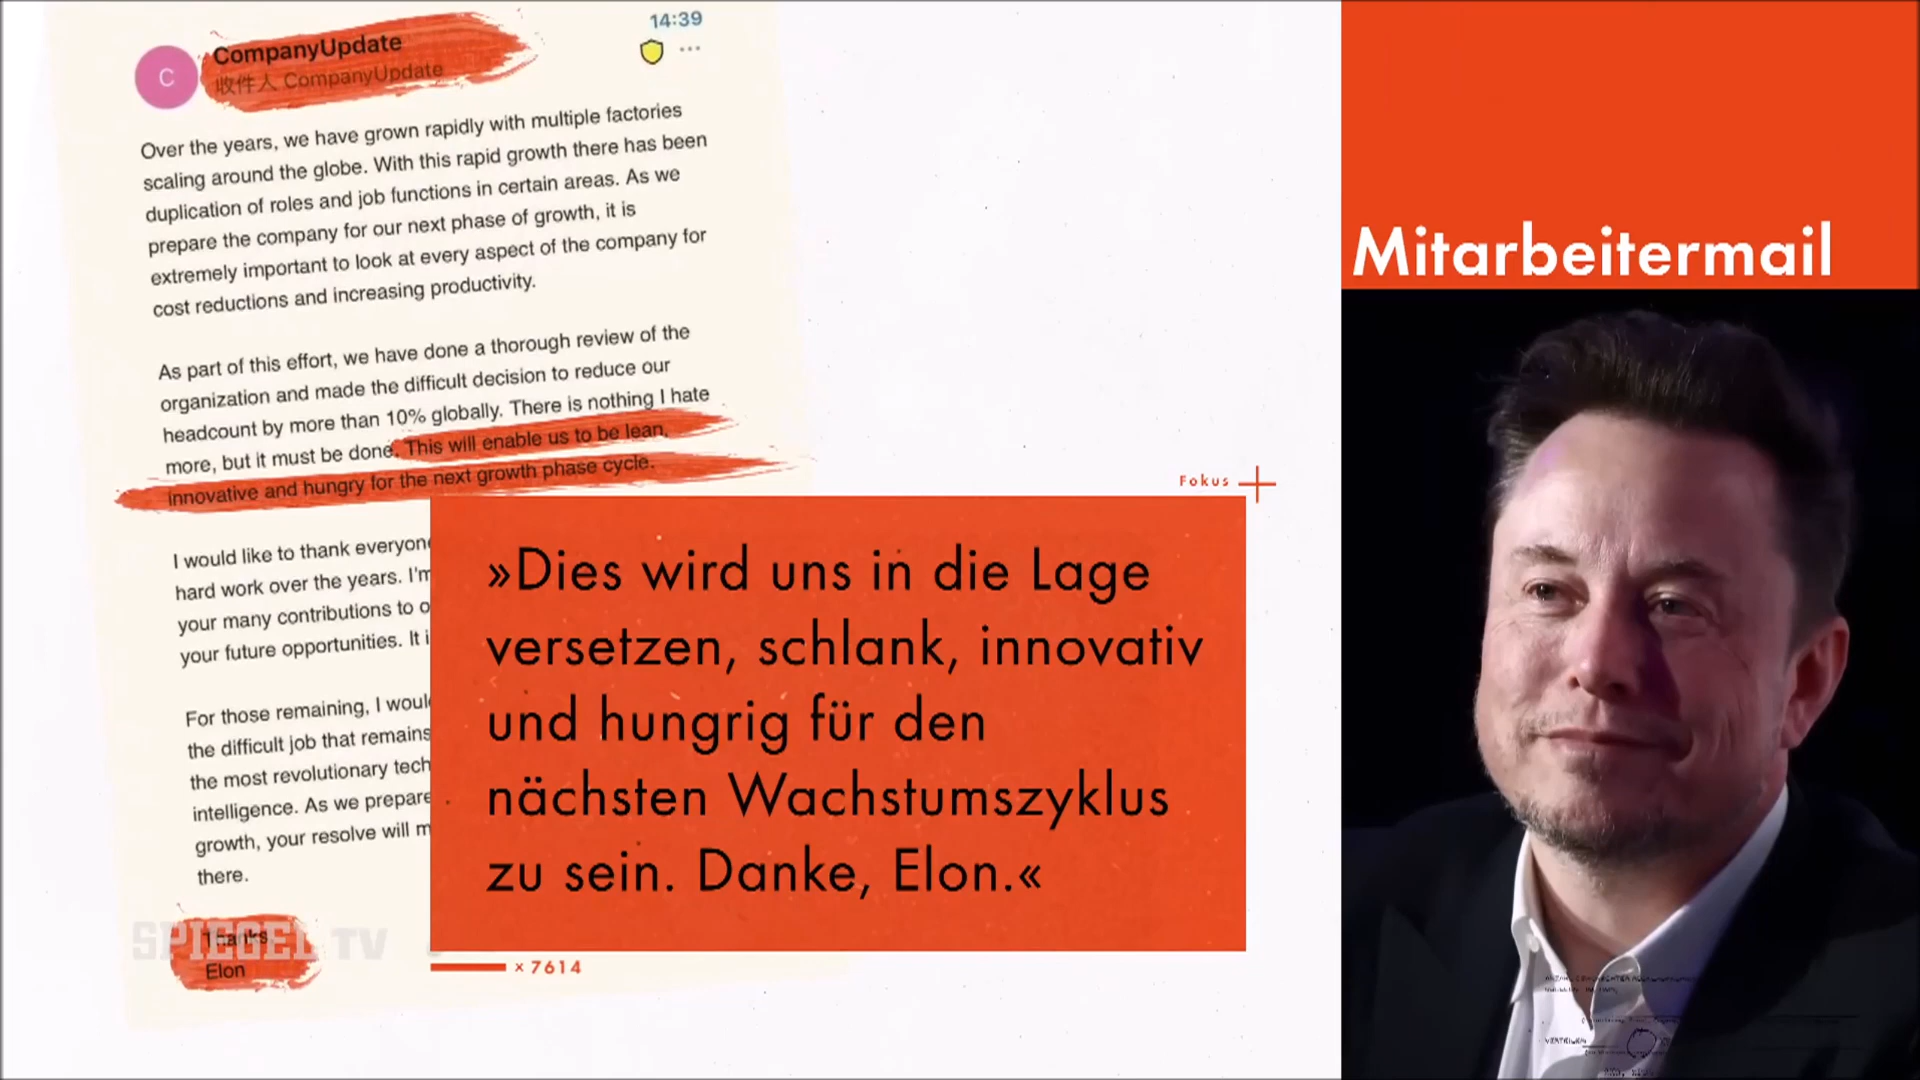 14:39
C
CompanyUpdate
收件人 CompanyUpdate
Over the years, we have grown rapidly with multiple factories
scaling around the globe. With this rapid growth there has been
duplication of roles and job functions in certain areas. As we
prepare the company for our next phase of growth, it is
extremely important to look at every aspect of the company for
cost reductions and increasing productivity.
As part of this effort, we have done a thorough review of the
organization and made the difficult decision to reduce our
headcount by more than 10% globally. There is nothing I hate
more, but it must be done. This will enable us to be lean,
innovative and hungry for the next growth phase cycle.
I would like to thank everyone
hard work over the years. I'm
your many contributions to o
your future opportunities. It i
For those remaining, I woul
the difficult job that remains
the most revolutionary tech
intelligence. As we prepare
growth, your resolve will m
there.
Thanks,
Elon
SPIEGEL TV
Fokus
»Dies wird uns in die Lage
versetzen, schlank, innovativ
und hungrig für den
nächsten Wachstumszyklus
zu sein. Danke, Elon.«
× 7614
Mitarbeitermail